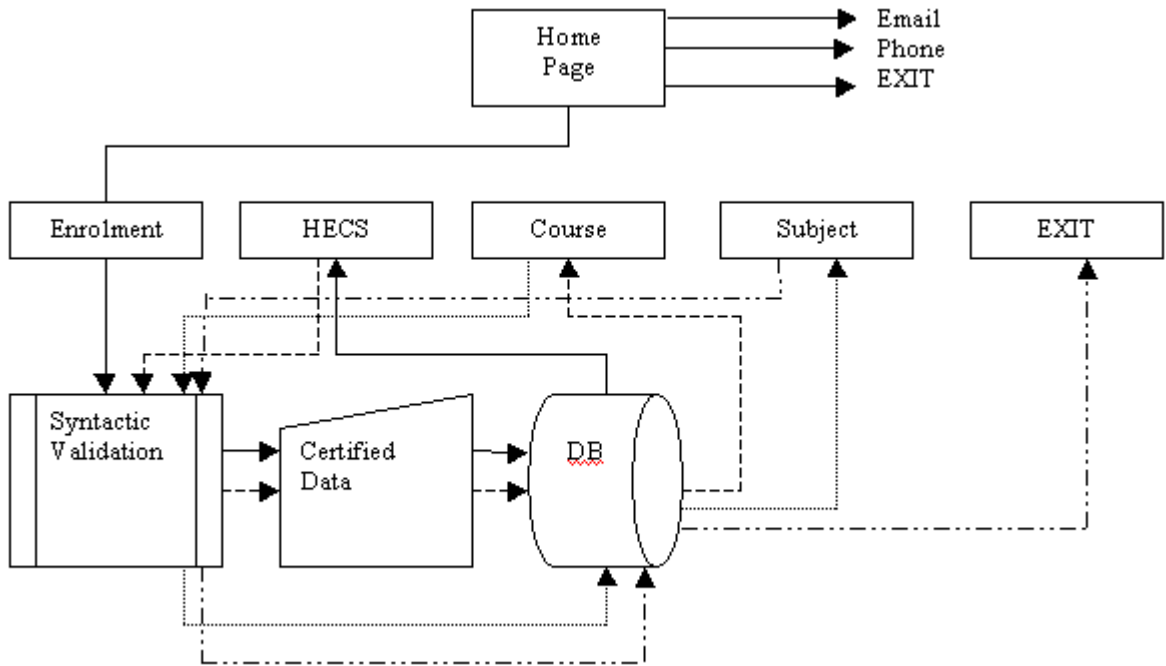 Home
Page
Email
Phone
EXIT
Enrolment
HECS
Course
Subject
EXIT
Syntactic
Validation
Certified
Data
DB